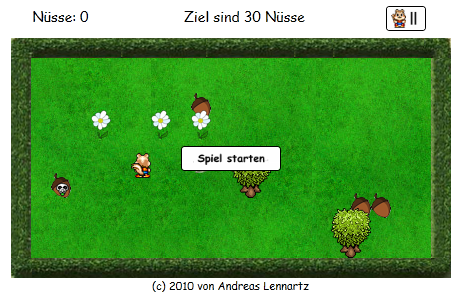 Nüsse: 0
Ziel sind 30 Nüsse
Spiel starten
(c) 2010 von Andreas Lennartz